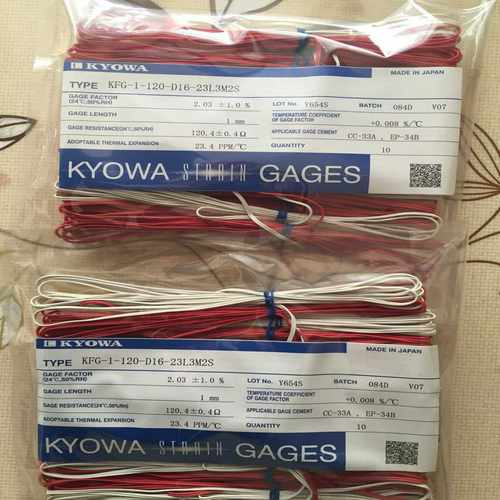 KYOWA
MADE IN JAPAN
TYPE KFG-1-120-D16-23L3M2S
GAGE FACTOR (24℃,50%RH) 2.03 ±1.0 %
LOT No. Y654S BATCH 084D V07
GAGE LENGTH 1 mm
TEMPERATURE COEFFICIENT OF GAGE FACTOR +0.008 %/℃
GAGE RESISTANCE(24℃,50%RH) 120.4 ±0.4 Ω
APPLICABLE GAGE CEMENT CC-33A , EP-34B
ADOPTABLE THERMAL EXPANSION 23.4 PPM/℃
QUANTITY 10
KYOWA STRAIN GAGES
KYOWA
MADE IN JAPAN
TYPE KFG-1-120-D16-23L3M2S
GAGE FACTOR (24℃,50%RH) 2.03 ±1.0 %
LOT No. Y654S BATCH 084D V07
GAGE LENGTH 1 mm
TEMPERATURE COEFFICIENT OF GAGE FACTOR +0.008 %/℃
GAGE RESISTANCE(24℃,50%RH) 120.4 ±0.4 Ω
APPLICABLE GAGE CEMENT CC-33A , EP-34B
ADOPTABLE THERMAL EXPANSION 23.4 PPM/℃
QUANTITY 10
KYOWA STRAIN GAGES